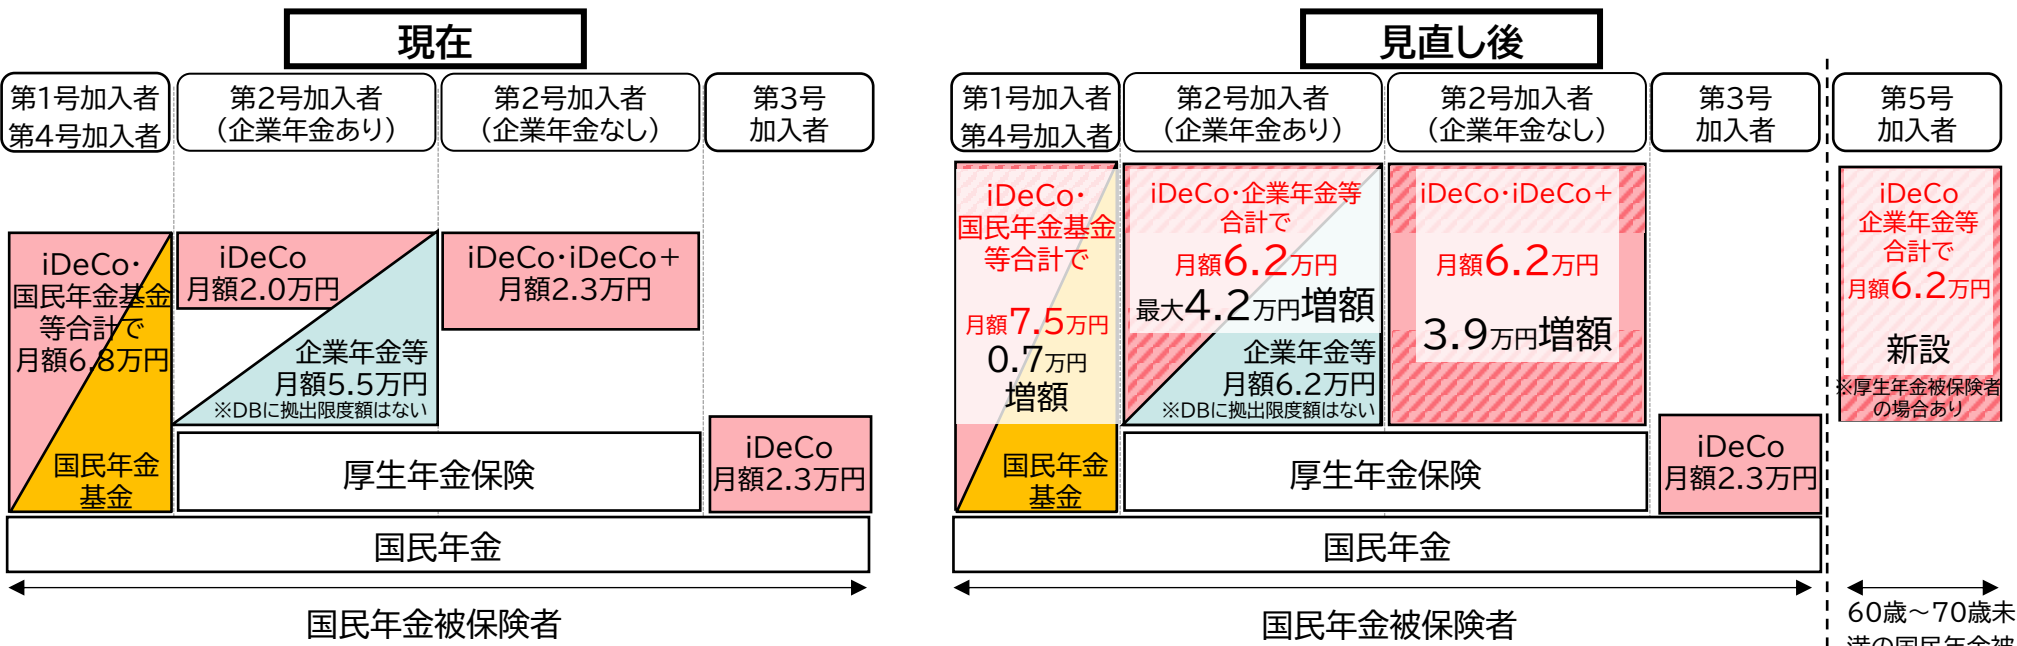 現在
第1号加入者
第4号加入者
第2号加入者
（企業年金あり）
第2号加入者
（企業年金なし）
第3号
加入者
iDeCo・
国民年金基金
等合計で
月額6.8万円
国民年金
基金
iDeCo
月額2.0万円
企業年金等
月額5.5万円
※DBに拠出限度額はない
iDeCo・iDeCo＋
月額2.3万円
iDeCo
月額2.3万円
厚生年金保険
国民年金
国民年金被保険者
見直し後
第1号加入者
第4号加入者
第2号加入者
（企業年金あり）
第2号加入者
（企業年金なし）
第3号
加入者
第5号
加入者
iDeCo・
国民年金基金
等合計で
月額7.5万円
0.7万円
増額
国民年金
基金
iDeCo・企業年金等
合計で
月額6.2万円
最大4.2万円増額
企業年金等
月額6.2万円
※DBに拠出限度額はない
iDeCo・iDeCo＋
月額6.2万円
3.9万円増額
iDeCo
月額2.3万円
iDeCo
企業年金等
合計で
月額6.2万円
新設
※厚生年金被保険者
の場合あり
厚生年金保険
国民年金
国民年金被保険者
60歳～70歳未
満の国民年金被